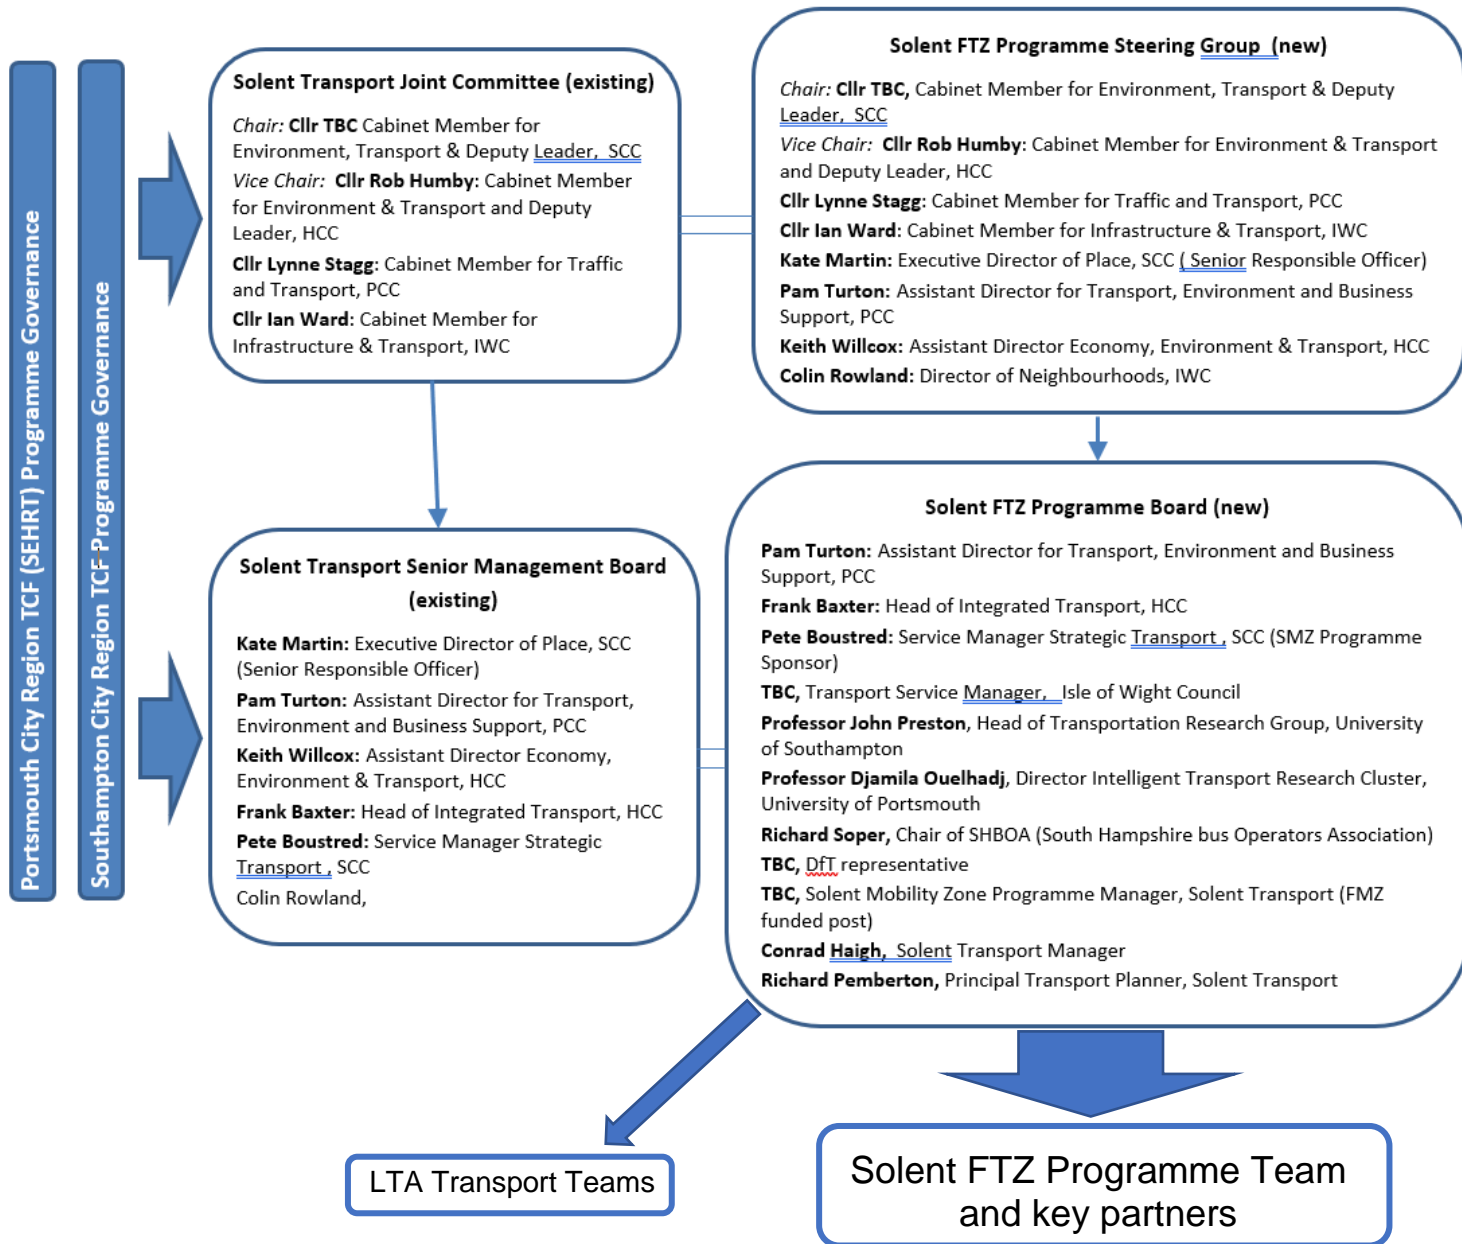 Portsmouth City Region TCF (SEHRT) Programme Governance
Southampton City Region TCF Programme Governance
Solent Transport Joint Committee (existing)
Chair: Cllr TBC Cabinet Member for
Environment, Transport & Deputy Leader, SCC
Vice Chair: Cllr Rob Humby: Cabinet Member
for Environment & Transport and Deputy
Leader, HCC
Cllr Lynne Stagg: Cabinet Member for Traffic
and Transport, PCC
Cllr Ian Ward: Cabinet Member for
Infrastructure & Transport, IWC
Solent FTZ Programme Steering Group (new)
Chair: Cllr TBC, Cabinet Member for Environment, Transport & Deputy
Leader, SCC
Vice Chair: Cllr Rob Humby: Cabinet Member for Environment & Transport
and Deputy Leader, HCC
Cllr Lynne Stagg: Cabinet Member for Traffic and Transport, PCC
Cllr Ian Ward: Cabinet Member for Infrastructure & Transport, IWC
Kate Martin: Executive Director of Place, SCC ( Senior Responsible Officer)
Pam Turton: Assistant Director for Transport, Environment and Business
Support, PCC
Keith Willcox: Assistant Director Economy, Environment & Transport, HCC
Colin Rowland: Director of Neighbourhoods, IWC
Solent Transport Senior Management Board
(existing)
Kate Martin: Executive Director of Place, SCC
(Senior Responsible Officer)
Pam Turton: Assistant Director for Transport,
Environment and Business Support, PCC
Keith Willcox: Assistant Director Economy,
Environment & Transport, HCC
Frank Baxter: Head of Integrated Transport, HCC
Pete Boustred: Service Manager Strategic
Transport , SCC
Colin Rowland,
Solent FTZ Programme Board (new)
Pam Turton: Assistant Director for Transport, Environment and Business
Support, PCC
Frank Baxter: Head of Integrated Transport, HCC
Pete Boustred: Service Manager Strategic Transport , SCC (SMZ Programme
Sponsor)
TBC, Transport Service Manager, Isle of Wight Council
Professor John Preston, Head of Transportation Research Group, University
of Southampton
Professor Djamila Ouelhadj, Director Intelligent Transport Research Cluster,
University of Portsmouth
Richard Soper, Chair of SHBOA (South Hampshire bus Operators Association)
TBC, DfT representative
TBC, Solent Mobility Zone Programme Manager, Solent Transport (FMZ
funded post)
Conrad Haigh, Solent Transport Manager
Richard Pemberton, Principal Transport Planner, Solent Transport
LTA Transport Teams
Solent FTZ Programme Team
and key partners